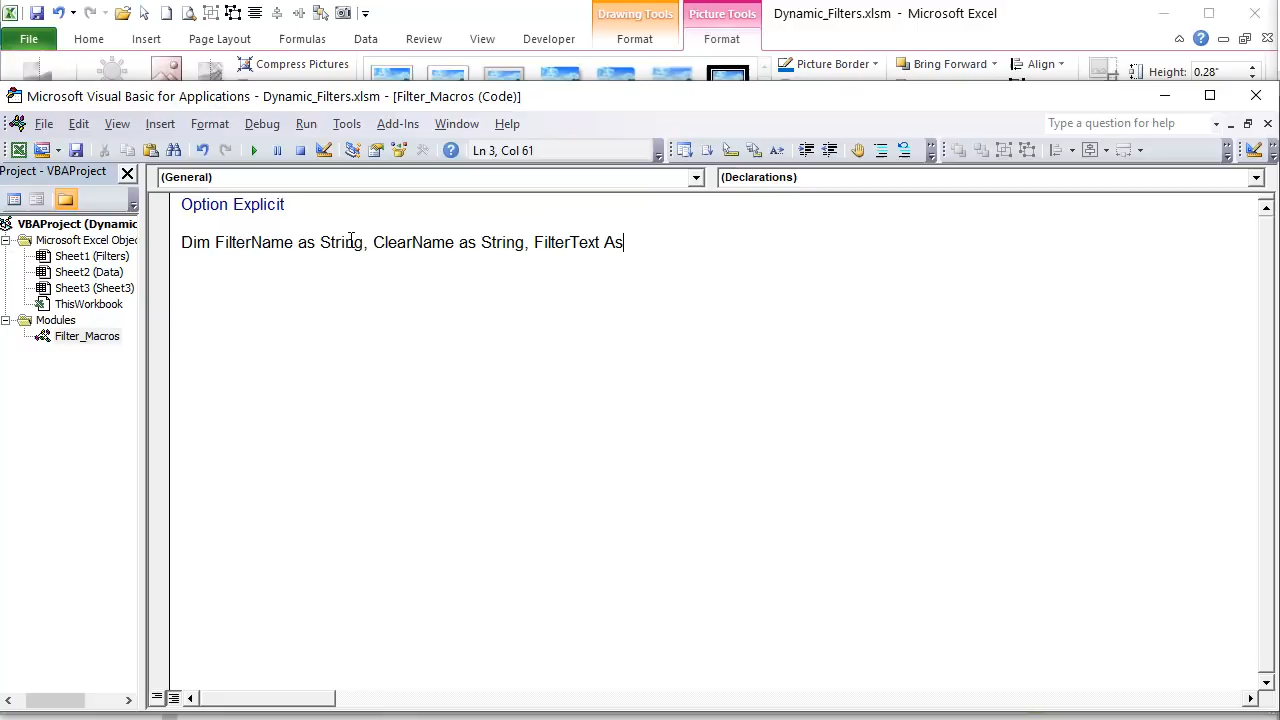 Drawing Tools
Picture Tools
Dynamic_Filters.xlsm - Microsoft Excel
File
Home
Insert
Page Layout
Formulas
Data
Review
View
Developer
Format
Format
Compress Pictures
Picture Border
Bring Forward
Align
Height: 0.28"
Microsoft Visual Basic for Applications - Dynamic_Filters.xlsm - [Filter_Macros (Code)]
File
Edit
View
Insert
Format
Debug
Run
Tools
Add-Ins
Window
Help
Type a question for help
Ln 3, Col 61
Project - VBAProject
(General)
(Declarations)
VBAProject (Dynamic
Microsoft Excel Objec
Sheet1 (Filters)
Sheet2 (Data)
Sheet3 (Sheet3)
ThisWorkbook
Modules
Filter_Macros
Option Explicit
Dim FilterName as String, ClearName as String, FilterText As